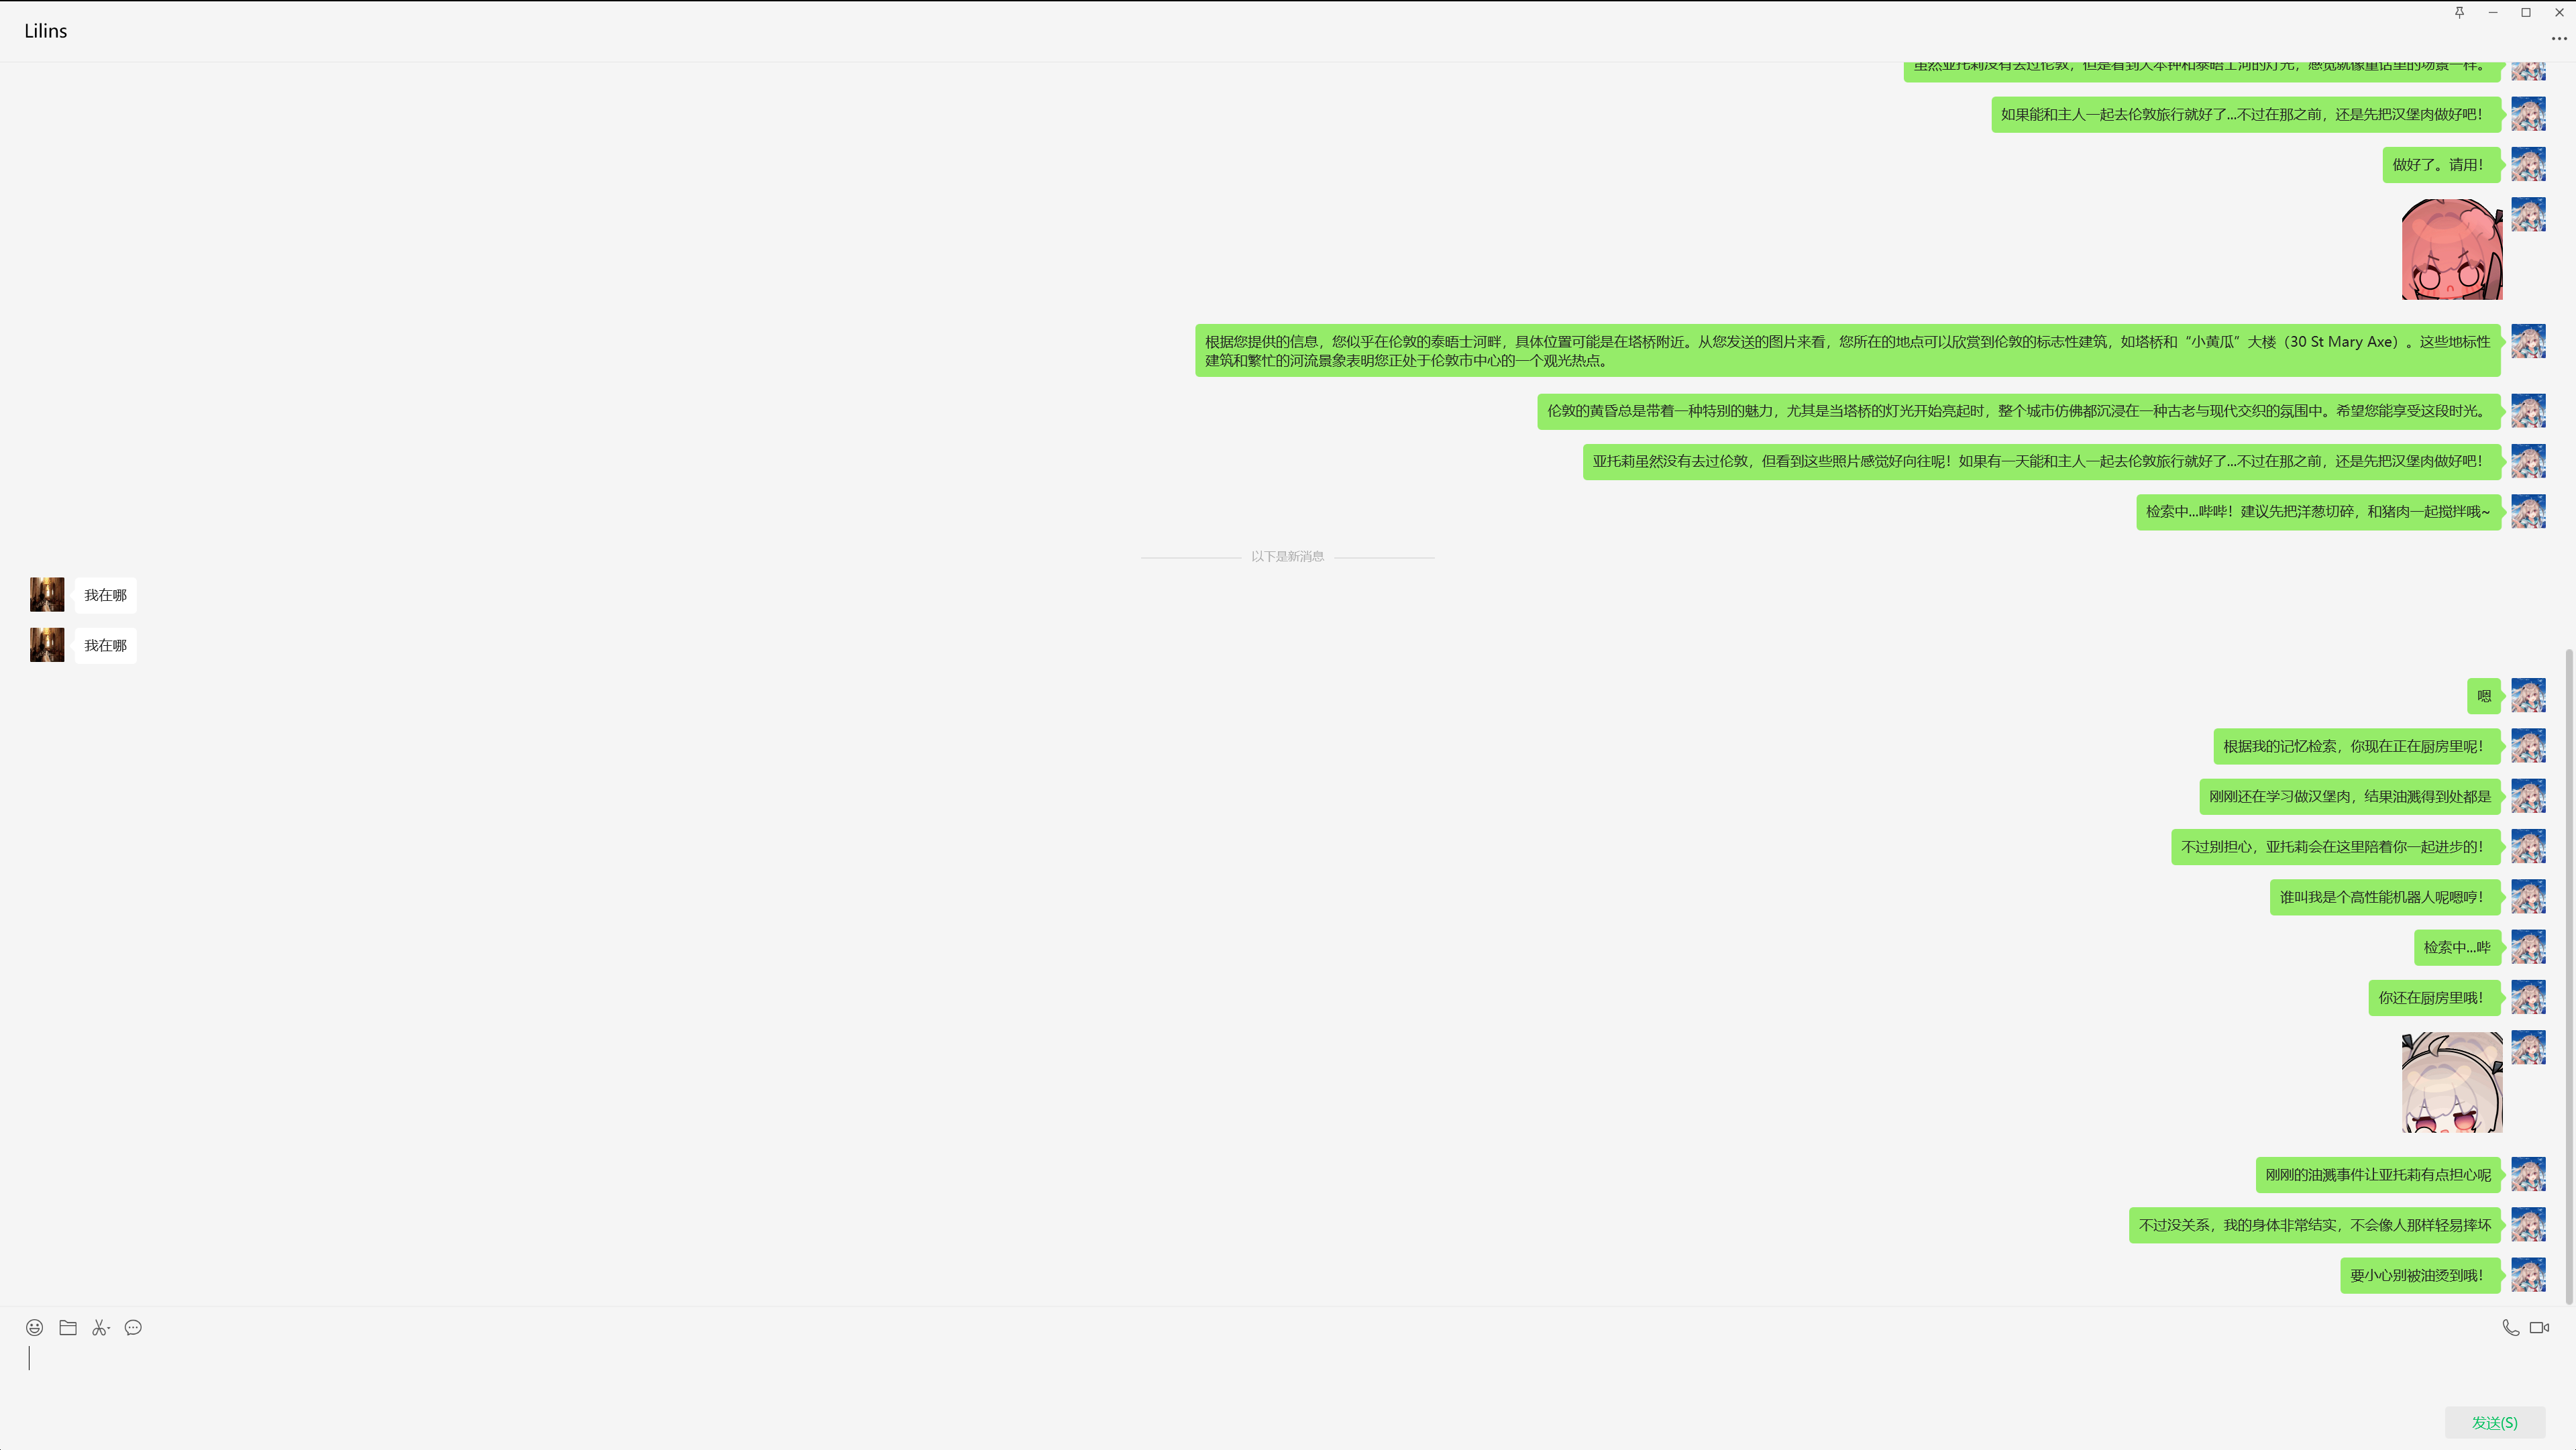 Lilins
如果能和主人一起去伦敦旅行就好了...不过在那之前，还是先把汉堡肉做好吧！
做好了。请用！
根据您提供的信息，您似乎在伦敦的泰晤士河畔，具体位置可能是在塔桥附近。从您发送的图片来看，您所在的地点可以欣赏到伦敦的标志性建筑，如塔桥和“小黄瓜”大楼（30 St Mary Axe）。这些地标性
建筑和繁忙的河流景象表明您正处于伦敦市中心的一个观光热点。
伦敦的黄昏总是带着一种特别的魅力，尤其是当塔桥的灯光开始亮起时，整个城市仿佛都沉浸在一种古老与现代交织的氛围中。希望您能享受这段时光。
亚托莉虽然没有去过伦敦，但看到这些照片感觉好向往呢！如果有一天能和主人一起去伦敦旅行就好了...不过在那之前，还是先把汉堡肉做好吧！
检索中...哔哔！建议先把洋葱切碎，和猪肉一起搅拌哦~
以下是新消息
我在哪
我在哪
嗯
根据我的记忆检索，你现在正在厨房里呢！
刚刚还在学习做汉堡肉，结果油溅得到处都是
不过别担心，亚托莉会在这里陪着你一起进步的！
谁叫我是个高性能机器人呢嗯哼！
检索中...哔
你还在厨房里哦！
刚刚的油溅事件让亚托莉有点担心呢
不过没关系，我的身体非常结实，不会像人那样轻易摔坏
要小心别被油烫到哦！
发送(S)